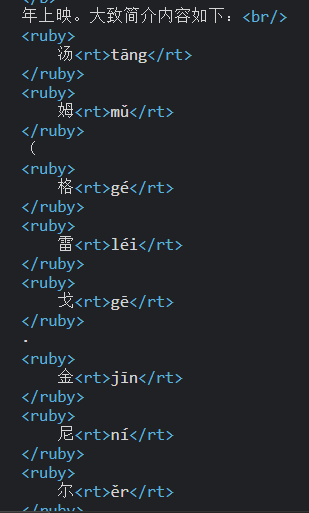 年上映。大致简介内容如下：<br/>
<ruby>
汤<rt>tāng</rt>
</ruby>
<ruby>
姆<rt>mǔ</rt>
</ruby>
（
<ruby>
格<rt>gé</rt>
</ruby>
<ruby>
雷<rt>léi</rt>
</ruby>
<ruby>
戈<rt>gē</rt>
</ruby>
·
<ruby>
金<rt>jīn</rt>
</ruby>
<ruby>
尼<rt>ní</rt>
</ruby>
<ruby>
尔<rt>ěr</rt>
</ruby>